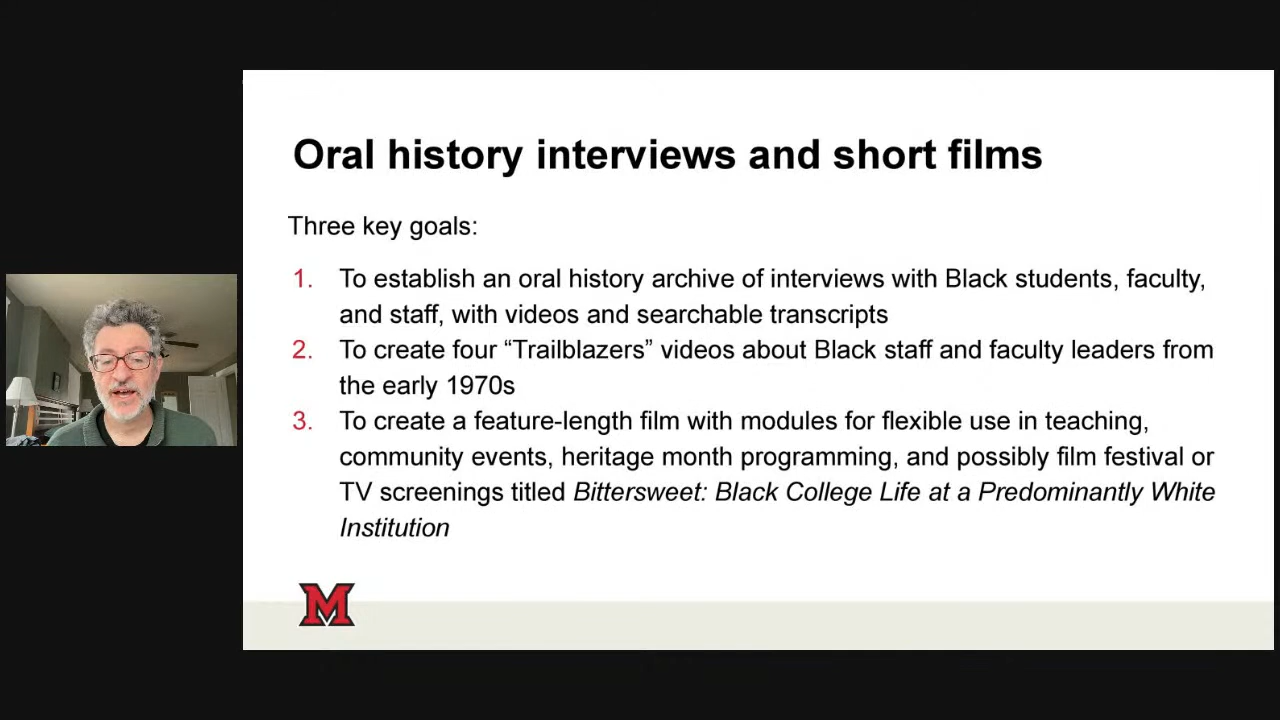 Oral history interviews and short films
Three key goals:
1. To establish an oral history archive of interviews with Black students, faculty,
and staff, with videos and searchable transcripts
2. To create four “Trailblazers” videos about Black staff and faculty leaders from
the early 1970s
3. To create a feature-length film with modules for flexible use in teaching,
community events, heritage month programming, and possibly film festival or
TV screenings titled Bittersweet: Black College Life at a Predominantly White
Institution
M